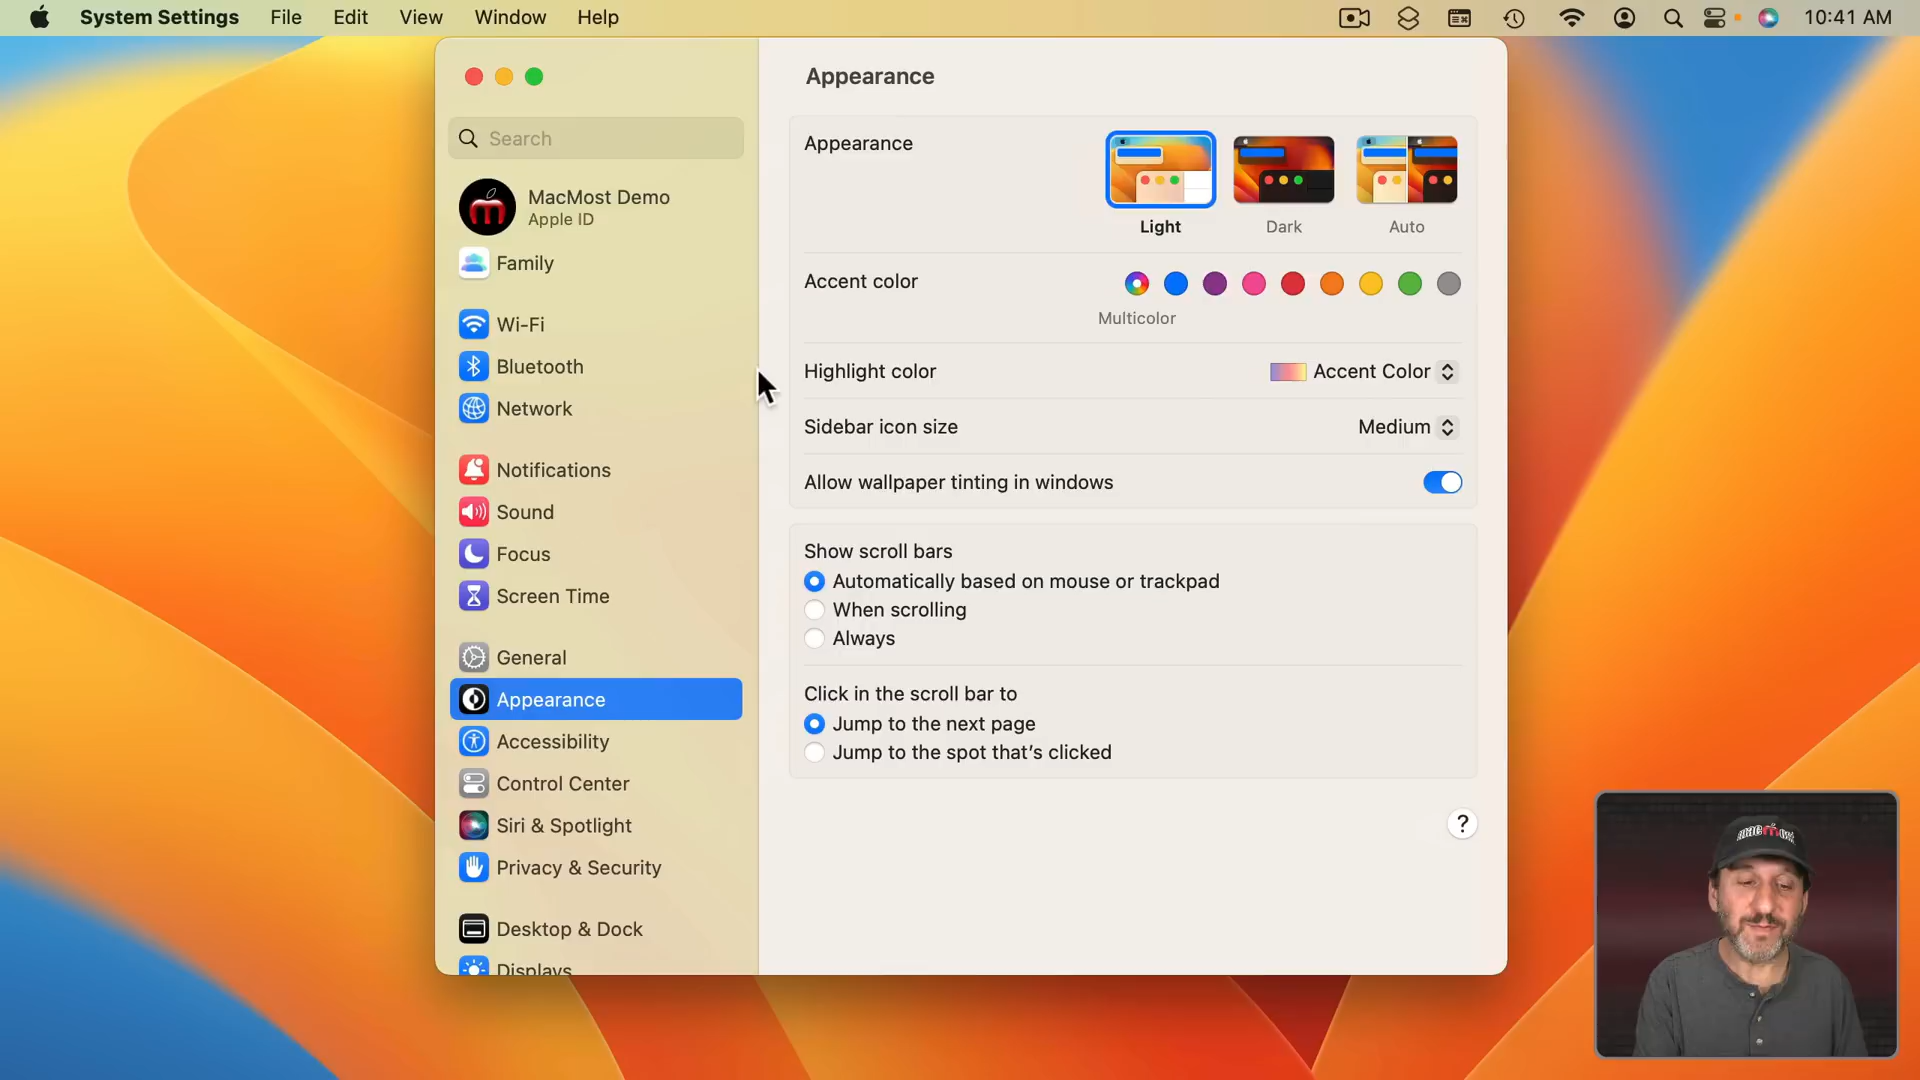 System Settings File Edit View Window Help 10:41 AM
Appearance
Search
MacMost Demo
Apple ID
Family
Wi-Fi
Bluetooth
Network
Notifications
Sound
Focus
Screen Time
General
Appearance
Accessibility
Control Center
Siri & Spotlight
Privacy & Security
Desktop & Dock
Displays
Appearance
Light Dark Auto
Accent color
Multicolor
Highlight color Accent Color
Sidebar icon size Medium
Allow wallpaper tinting in windows
Show scroll bars
Automatically based on mouse or trackpad
When scrolling
Always
Click in the scroll bar to
Jump to the next page
Jump to the spot that's clicked
?